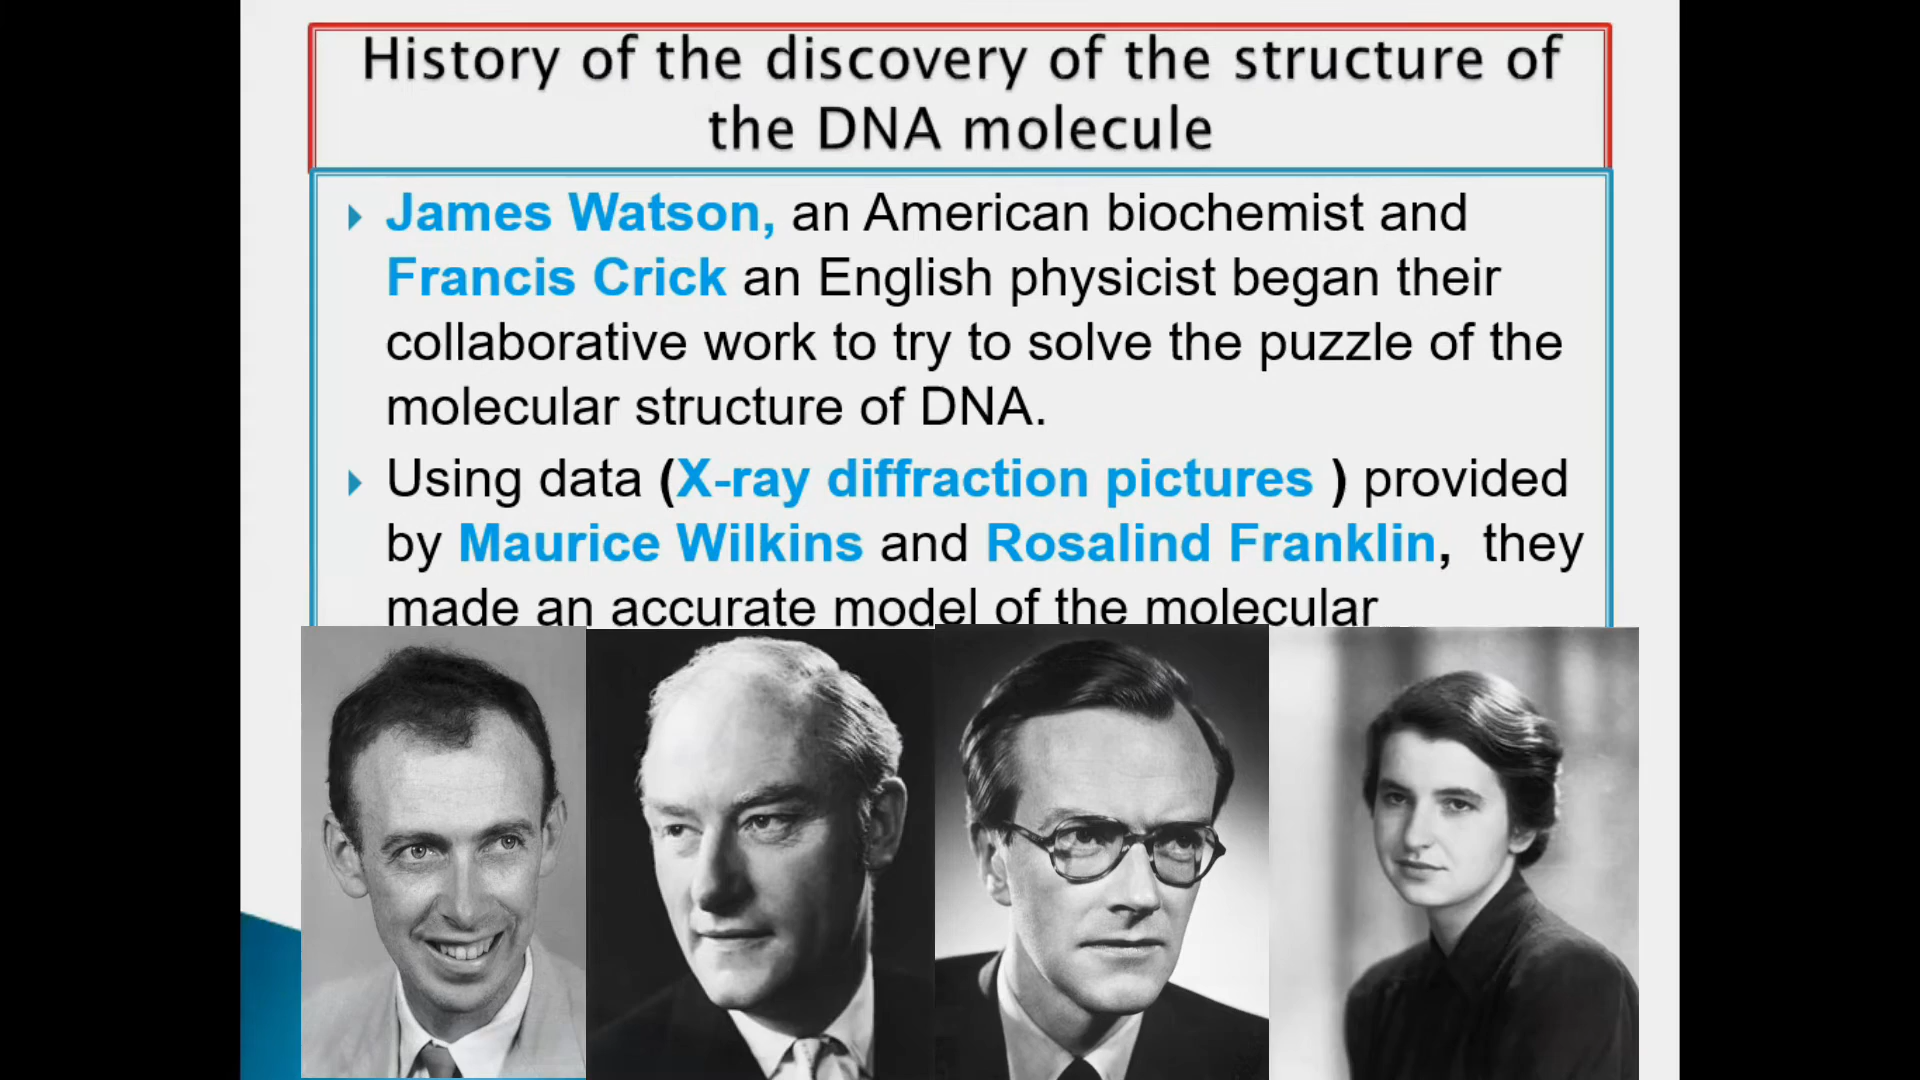 History of the discovery of the structure of
the DNA molecule
James Watson, an American biochemist and
Francis Crick an English physicist began their
collaborative work to try to solve the puzzle of the
molecular structure of DNA.
Using data (X-ray diffraction pictures ) provided
by Maurice Wilkins and Rosalind Franklin, they
made an accurate model of the molecular